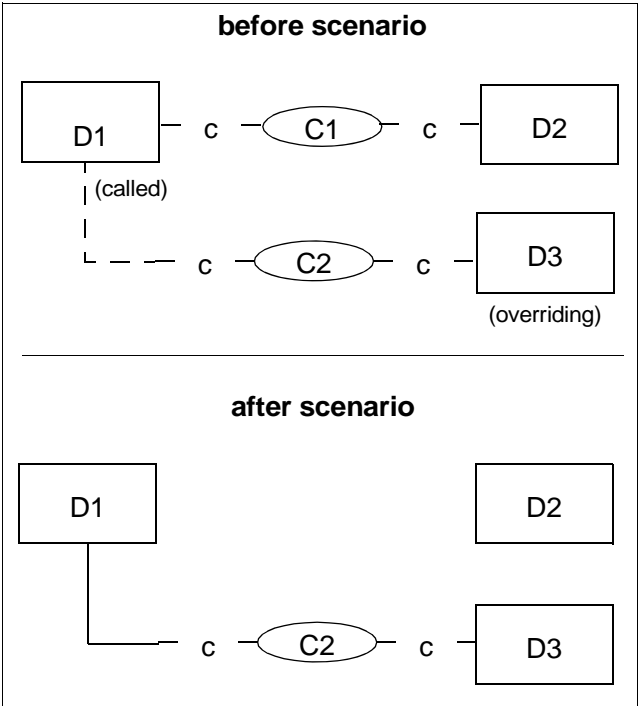 before scenario
D1 c C1 c D2
(called)
c C2 c D3
(overriding)
after scenario
D1 D2
c C2 c D3